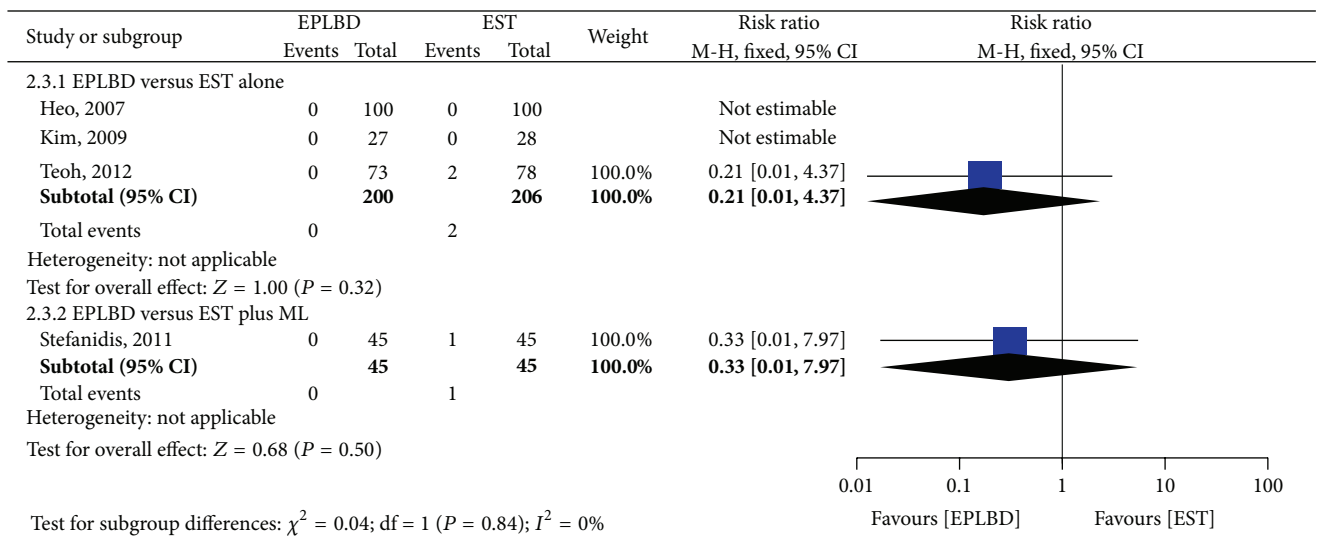 Study or subgroup EPLBD EST Weight Risk ratio Risk ratio
Events Total Events Total M-H, fixed, 95% CI M-H, fixed, 95% CI
2.3.1 EPLBD versus EST alone
Heo, 2007 0 100 0 100 Not estimable
Kim, 2009 0 27 0 28 Not estimable
Teoh, 2012 0 73 2 78 100.0% 0.21 [0.01, 4.37]
Subtotal (95% CI) 200 206 100.0% 0.21 [0.01, 4.37]
Total events 0 2
Heterogeneity: not applicable
Test for overall effect: Z = 1.00 (P = 0.32)
2.3.2 EPLBD versus EST plus ML
Stefanidis, 2011 0 45 1 45 100.0% 0.33 [0.01, 7.97]
Subtotal (95% CI) 45 45 100.0% 0.33 [0.01, 7.97]
Total events 0 1
Heterogeneity: not applicable
Test for overall effect: Z = 0.68 (P = 0.50)
0.01 0.1 1 10 100
Favours [EPLBD] Favours [EST]
Test for subgroup differences: χ² = 0.04; df = 1 (P = 0.84); I² = 0%